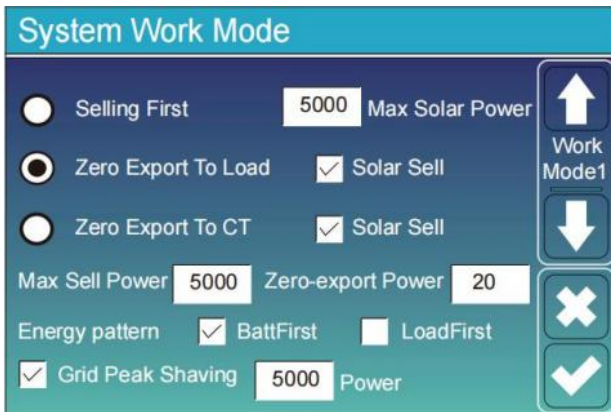 System Work Mode
Selling First 5000 Max Solar Power
Zero Export To Load Solar Sell
Work
Mode1
Zero Export To CT Solar Sell
Max Sell Power 5000 Zero-export Power 20
Energy pattern BattFirst LoadFirst
Grid Peak Shaving 5000 Power